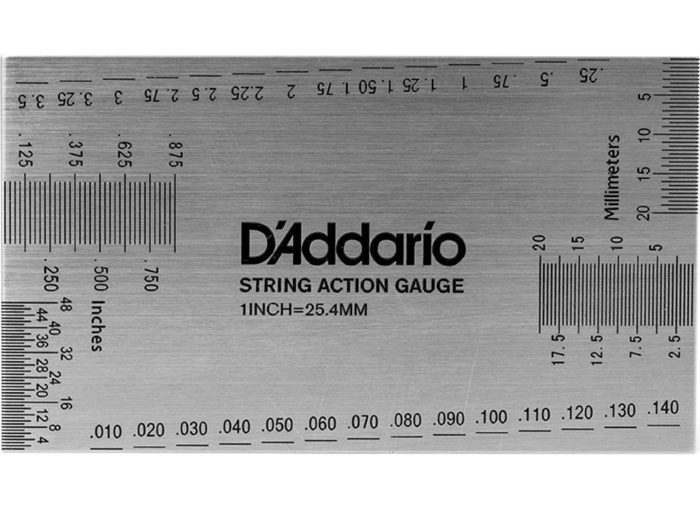 .25 .5 .75 1 1.25 1.50 1.75 2 2.25 2.5 2.75 3 3.25 3.5
.125 .375 .625 .875
.250 .500 .750
Inches
48
44
40
36
32
28
24
20
16
12
8
4
5
10
15
20
Millimeters
20 15 10 5
17.5 12.5 7.5 2.5
D'Addario
STRING ACTION GAUGE
1INCH=25.4MM
.010 .020 .030 .040 .050 .060 .070 .080 .090 .100 .110 .120 .130 .140